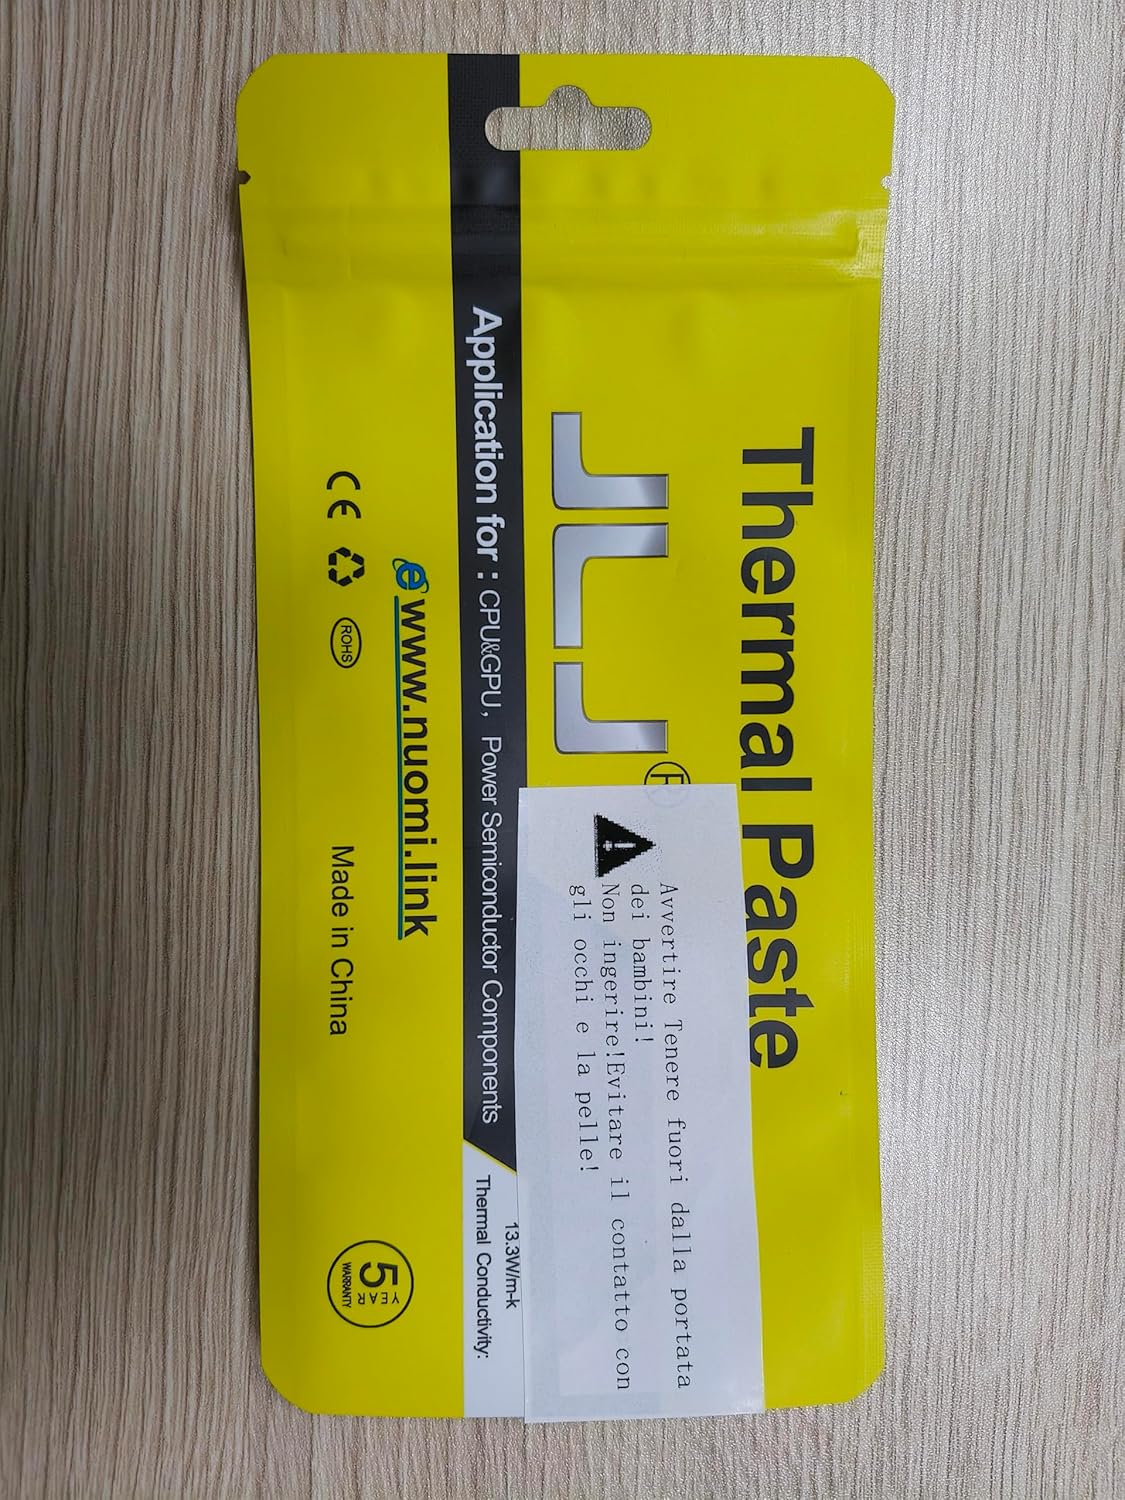 Thermal Paste
JLJ®
Avvertire Tenere fuori dalla portata
dei bambini!
Non ingerire!Evitare il contatto con
gli occhi e la pelle!
Application for : CPU&GPU, Power Semiconductor Components
13.3W/m-k
Thermal Conductivity:
www.nuomi.link
CE
ROHS
Made in China
5
YEAR
WARRANTY